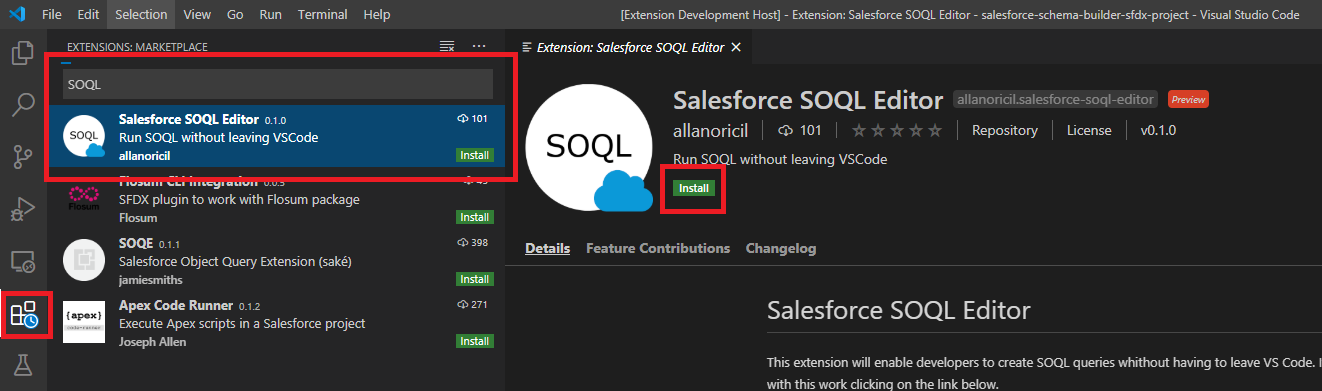 File Edit Selection View Go Run Terminal Help
[Extension Development Host] - Extension: Salesforce SOQL Editor - salesforce-schema-builder-sfdx-project - Visual Studio Code
EXTENSIONS: MARKETPLACE
SOQL
SOQL
Salesforce SOQL Editor 0.1.0 101
Run SOQL without leaving VSCode
allanoricil Install
Flosum CLI Integration 0.0.5 45
SFDX plugin to work with Flosum package
Flosum
Flosum Install
SOQE 0.1.1 398
Salesforce Object Query Extension (saké)
jamiesmiths Install
{apex}
code-runner
Apex Code Runner 0.1.2 271
Execute Apex scripts in a Salesforce project
Joseph Allen Install
Extension: Salesforce SOQL Editor
SOQL
Salesforce SOQL Editor allanoricil.salesforce-soql-editor Preview
allanoricil 101 Repository License v0.1.0
Run SOQL without leaving VSCode
Install
Details Feature Contributions Changelog
Salesforce SOQL Editor
This extension will enable developers to create SOQL queries whithout having to leave VS Code. I
with this work clicking on the link below.